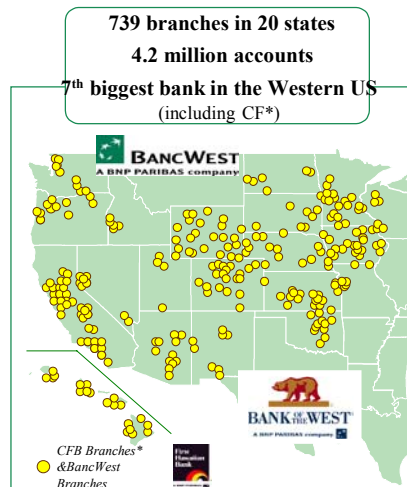 739 branches in 20 states
4.2 million accounts
7th biggest bank in the Western US
(including CF*)
BANCWEST
A BNP PARIBAS company
BANK OF THE WEST®
A BNP PARIBAS company
First
Hawaiian
Bank
CFB Branches*
&BancWest
Branches